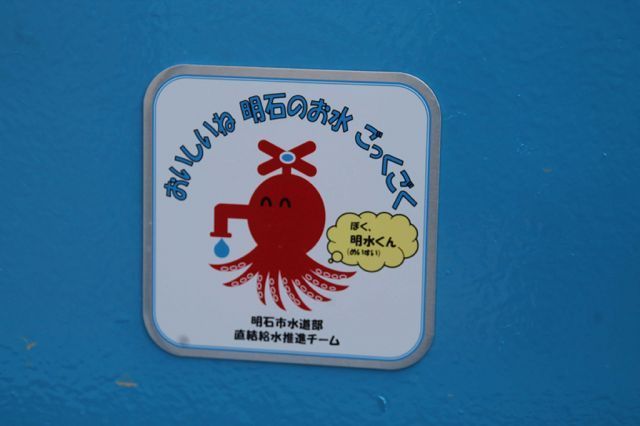 おいしいね 明石のお水 ごっくごく
ぼく、
明水くん
(めいすい)
明石市水道部
直結給水推進チーム